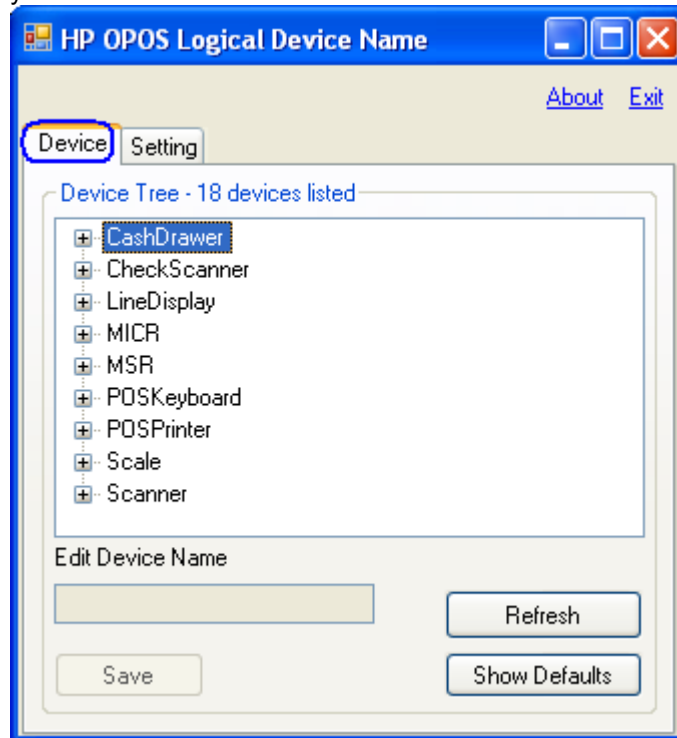 HP OPOS Logical Device Name
About Exit
Device Setting
Device Tree - 18 devices listed
CashDrawer
CheckScanner
LineDisplay
MICR
MSR
POSKeyboard
POSPrinter
Scale
Scanner
Edit Device Name
Refresh
Save Show Defaults